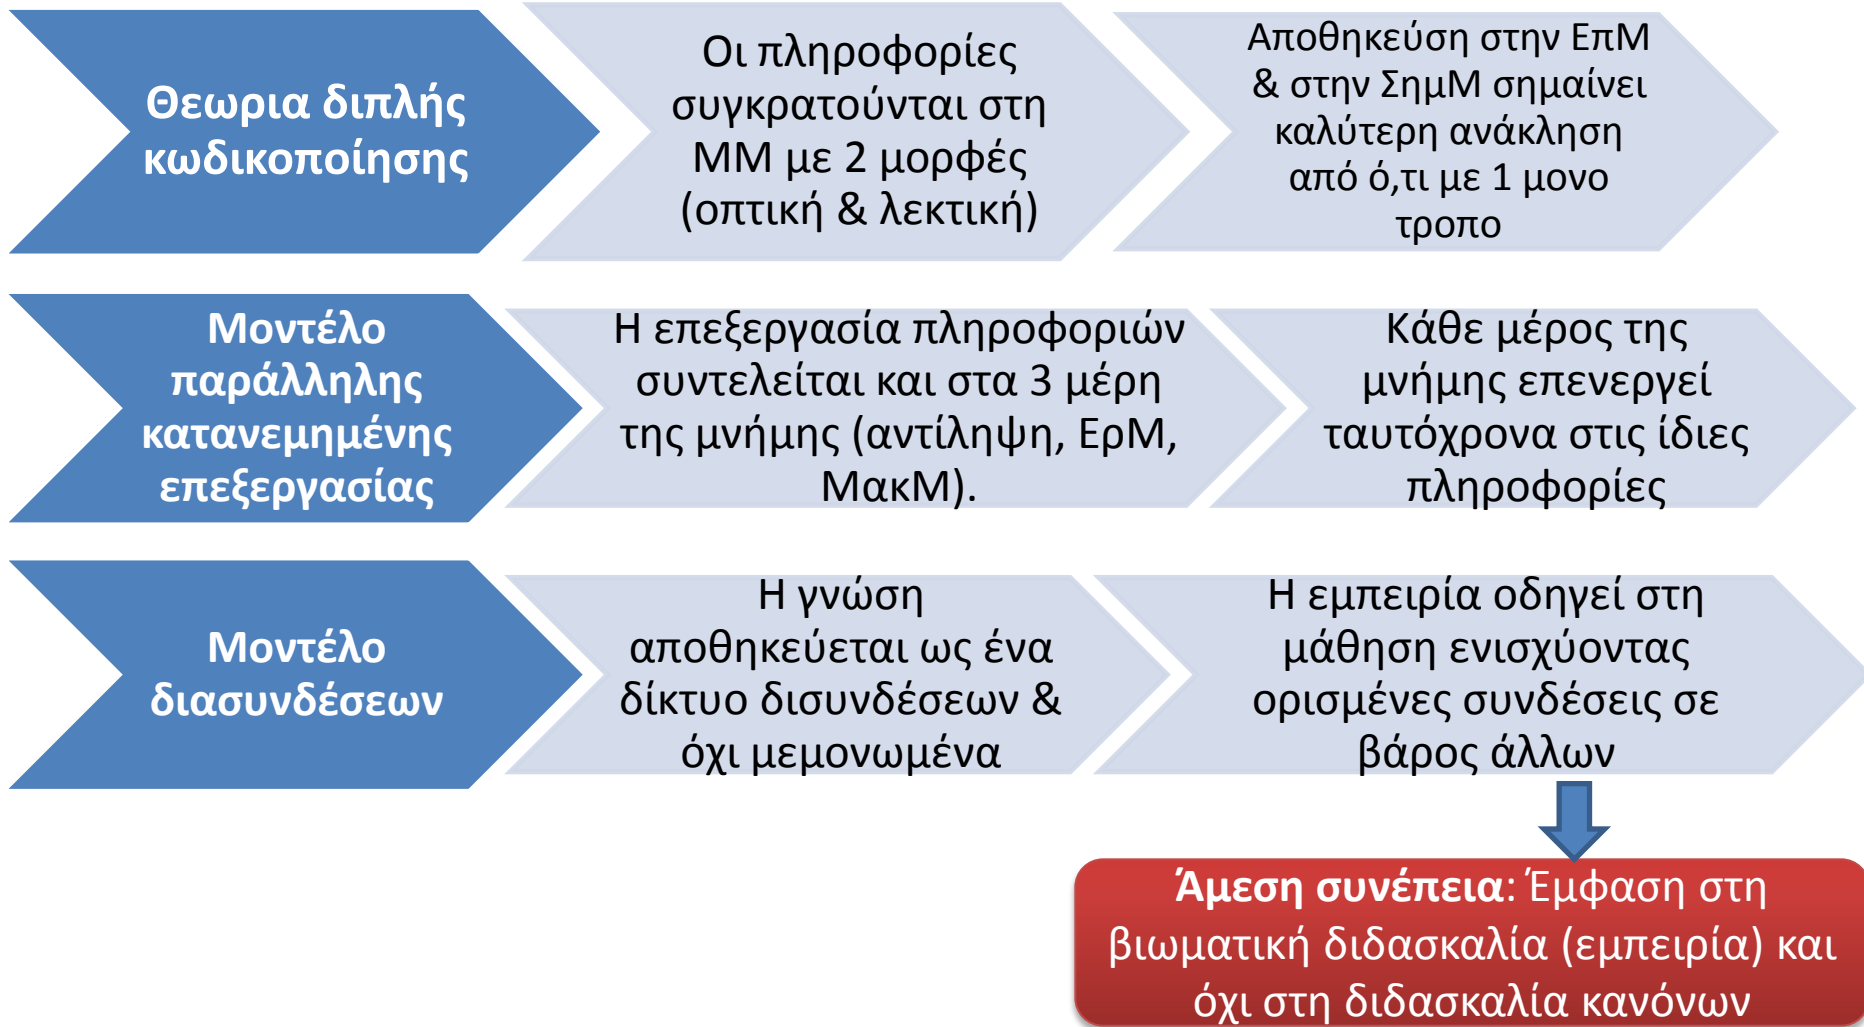 Θεωρια διπλής
κωδικοποίησης
Οι πληροφορίες
συγκρατούνται στη
ΜΜ με 2 μορφές
(οπτική & λεκτική)
Αποθηκεύση στην ΕπΜ
& στην ΣημΜ σημαίνει
καλύτερη ανάκληση
από ό,τι με 1 μονο
τροπο
Μοντέλο
παράλληλης
κατανεμημένης
επεξεργασίας
Η επεξεργασία πληροφοριών
συντελείται και στα 3 μέρη
της μνήμης (αντίληψη, ΕρΜ,
ΜακΜ).
Κάθε μέρος της
μνήμης επενεργεί
ταυτόχρονα στις ίδιες
πληροφορίες
Μοντέλο
διασυνδέσεων
Η γνώση
αποθηκεύεται ως ένα
δίκτυο δισυνδέσεων &
όχι μεμονωμένα
Η εμπειρία οδηγεί στη
μάθηση ενισχύοντας
ορισμένες συνδέσεις σε
βάρος άλλων
Άμεση συνέπεια: Έμφαση στη
βιωματική διδασκαλία (εμπειρία) και
όχι στη διδασκαλία κανόνων